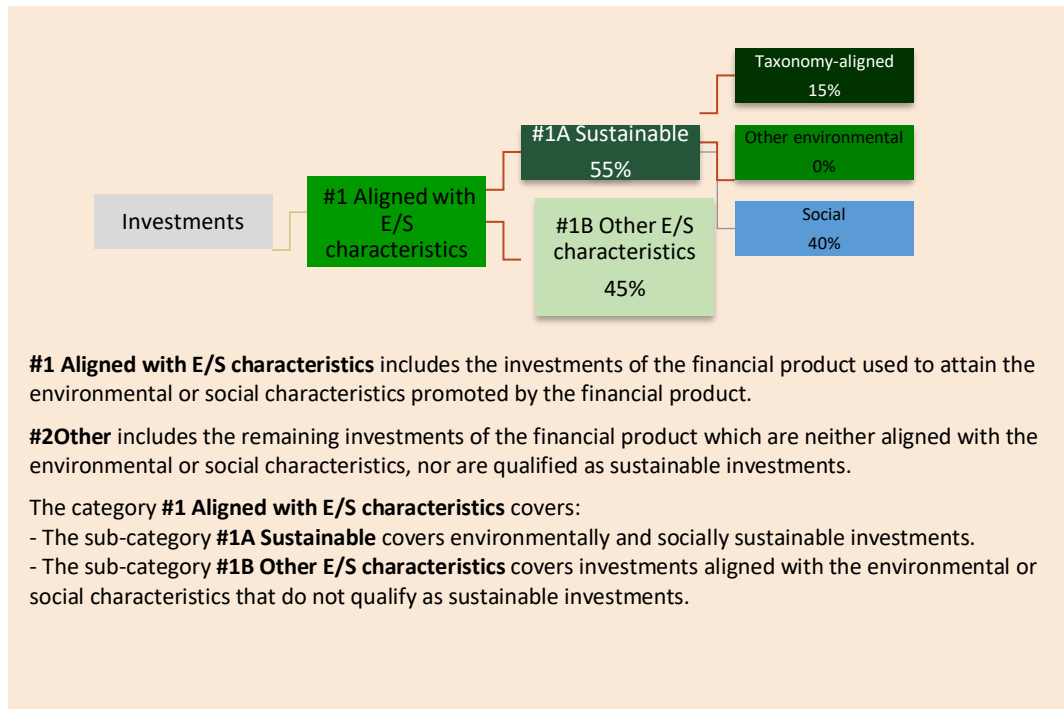 Investments
#1 Aligned with
E/S
characteristics
#1A Sustainable
55%
#1B Other E/S
characteristics
45%
Taxonomy-aligned
15%
Other environmental
0%
Social
40%
#1 Aligned with E/S characteristics includes the investments of the financial product used to attain the
environmental or social characteristics promoted by the financial product.
#2Other includes the remaining investments of the financial product which are neither aligned with the
environmental or social characteristics, nor are qualified as sustainable investments.
The category #1 Aligned with E/S characteristics covers:
- The sub-category #1A Sustainable covers environmentally and socially sustainable investments.
- The sub-category #1B Other E/S characteristics covers investments aligned with the environmental or
social characteristics that do not qualify as sustainable investments.